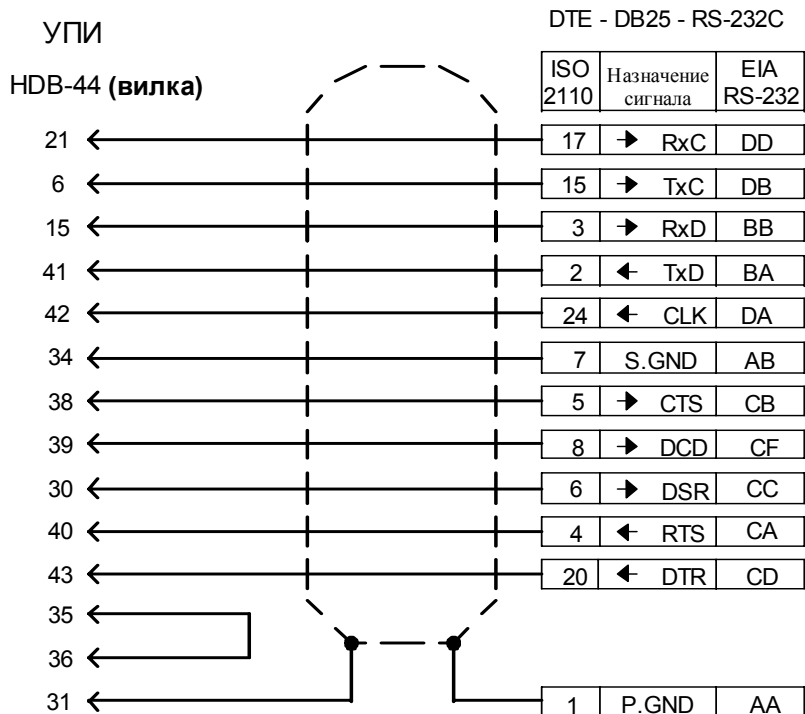 DTE - DB25 - RS-232C
УПИ
HDB-44 (вилка)
ISO 2110 Назначение сигнала EIA RS-232
21 17 RxC DD
6 15 TxC DB
15 3 RxD BB
41 2 TxD BA
42 24 CLK DA
34 7 S.GND AB
38 5 CTS CB
39 8 DCD CF
30 6 DSR CC
40 4 RTS CA
43 20 DTR CD
35
36
31 1 P.GND AA